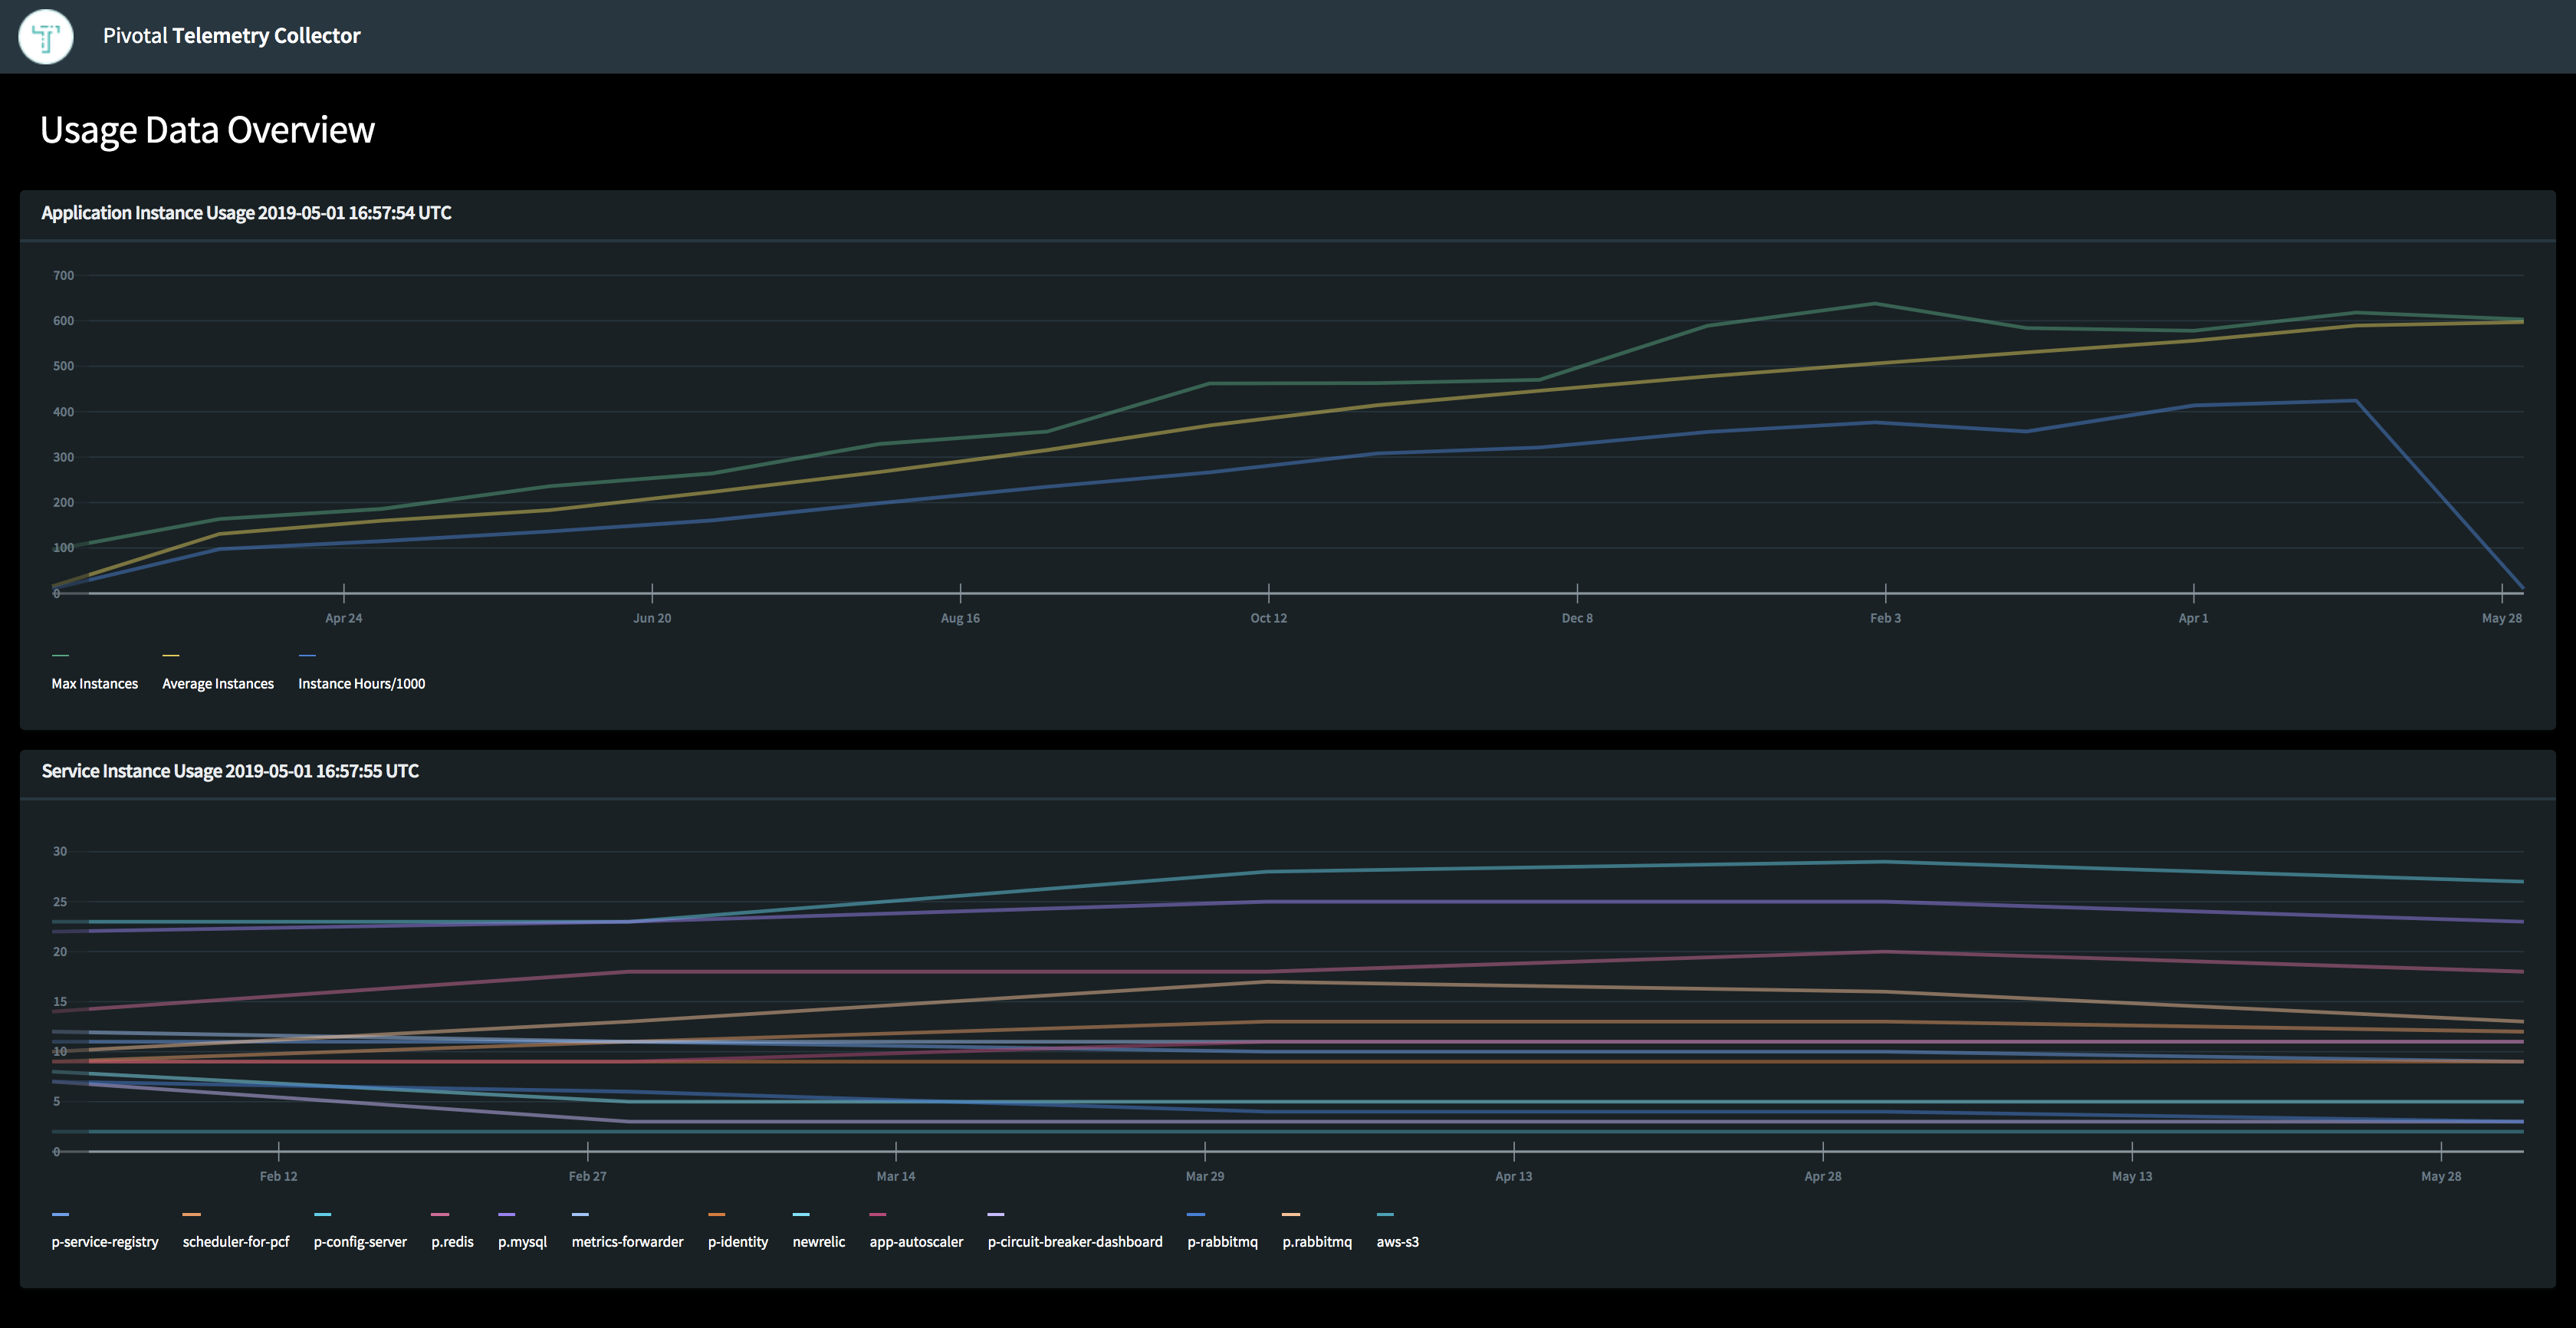 Pivotal Telemetry Collector
Usage Data Overview
Application Instance Usage 2019-05-01 16:57:54 UTC
700
600
500
400
300
200
100
0
Apr 24 Jun 20 Aug 16 Oct 12 Dec 8 Feb 3 Apr 1 May 28
Max Instances Average Instances Instance Hours/1000
Service Instance Usage 2019-05-01 16:57:55 UTC
30
25
20
15
10
5
0
Feb 12 Feb 27 Mar 14 Mar 29 Apr 13 Apr 28 May 13 May 28
p-service-registry scheduler-for-pcf p-config-server p.redis p.mysql metrics-forwarder p-identity newrelic app-autoscaler p-circuit-breaker-dashboard p-rabbitmq p.rabbitmq aws-s3